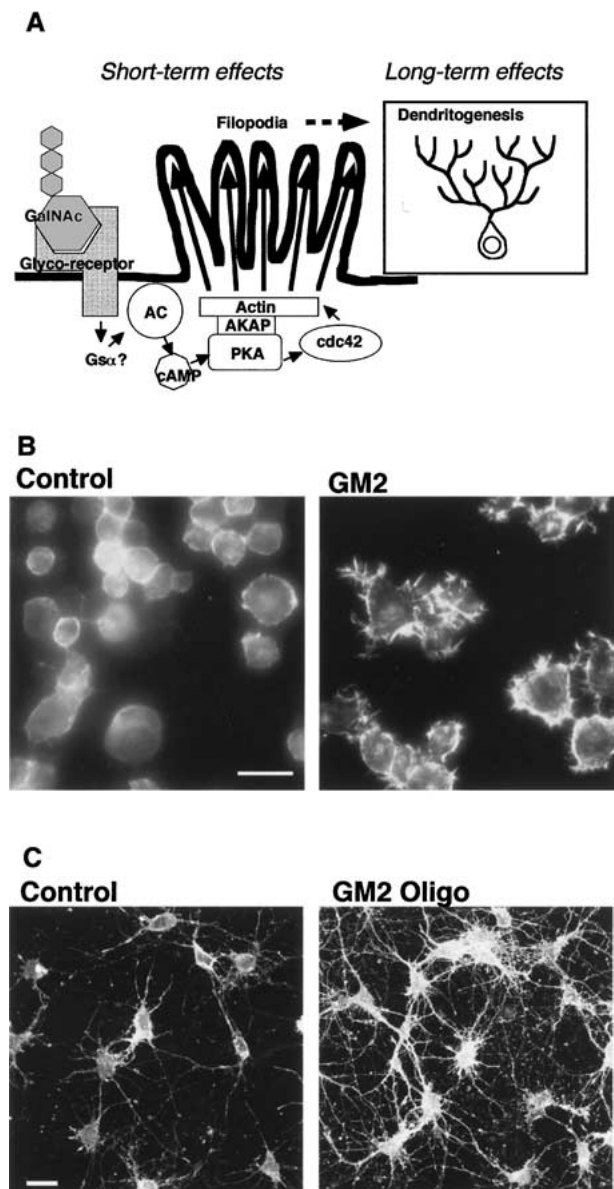 A
Short-term effects
Long-term effects
Filopodia
Dendritogenesis
GalNAc
Glyco-receptor
AC
Actin
AKAP
cdc42
Gsα?
cAMP
PKA
B
Control
GM2
C
Control
GM2 Oligo